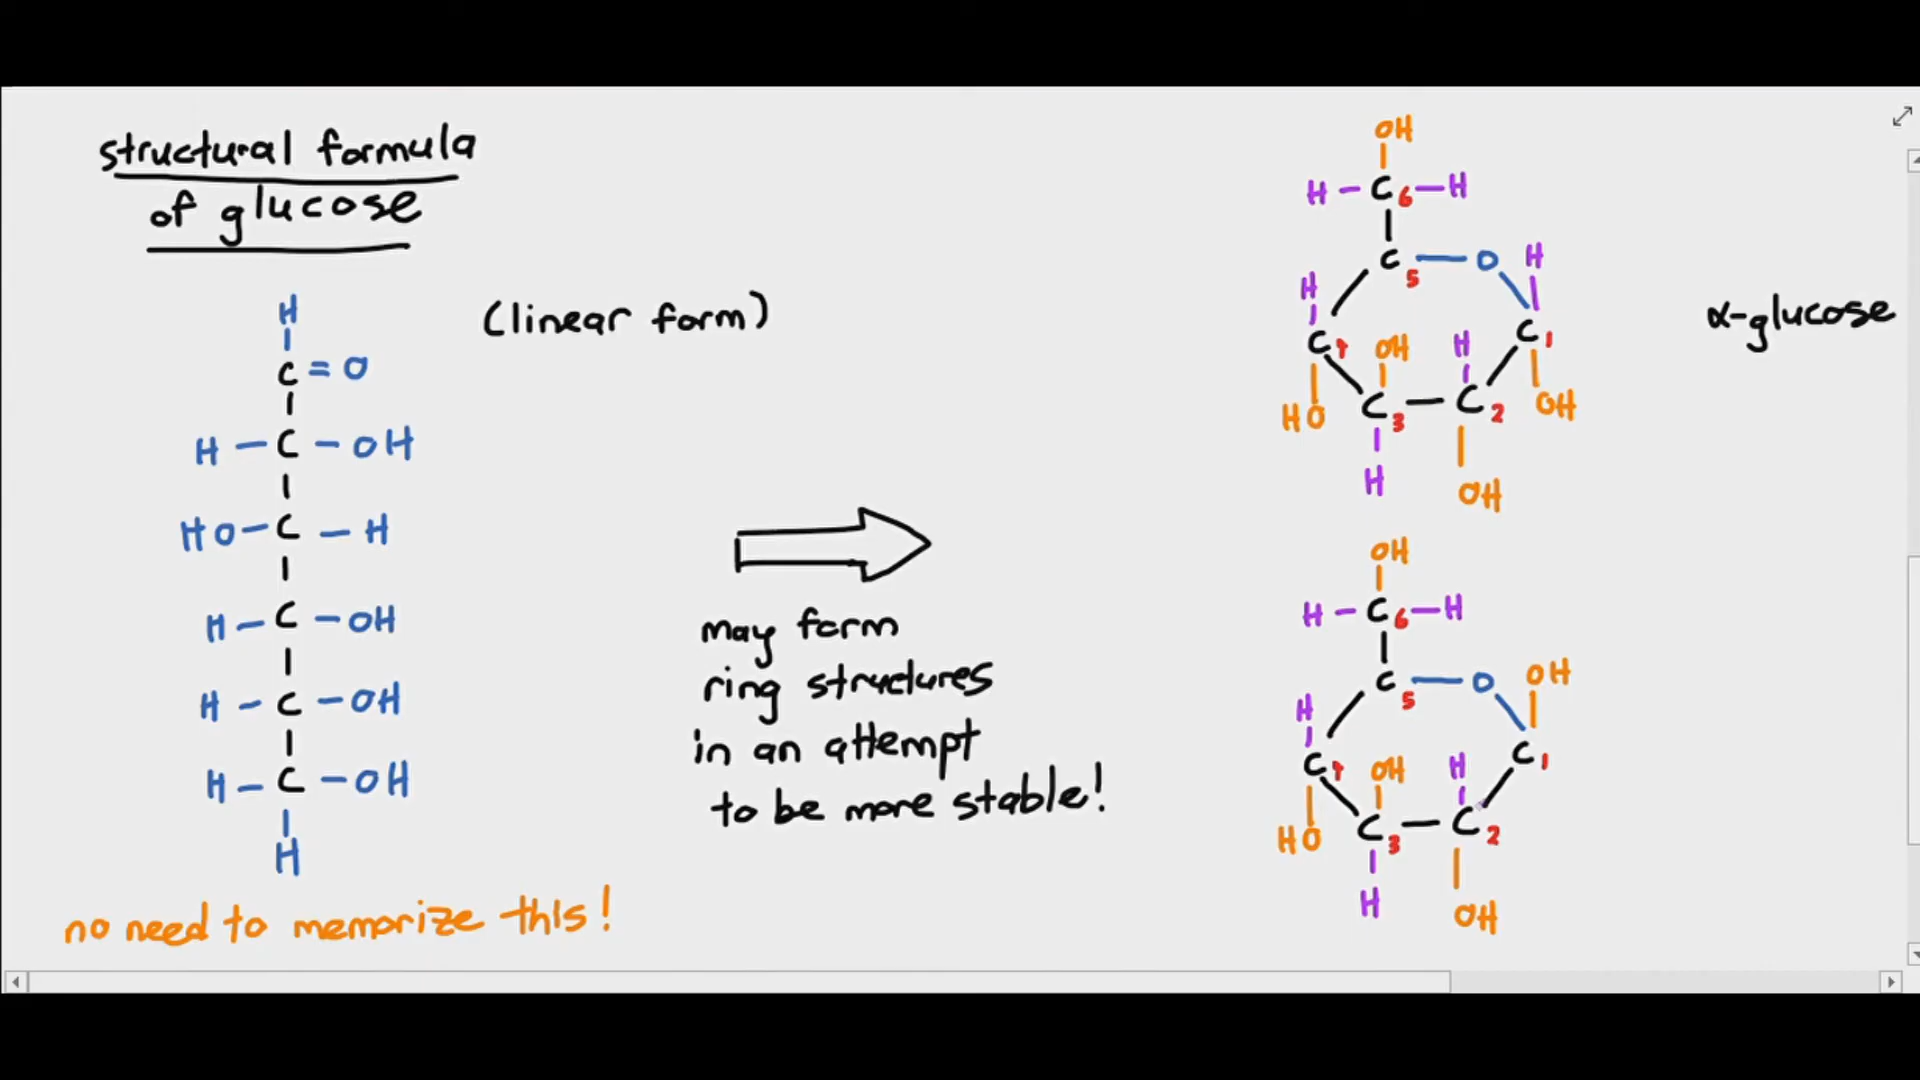 structural formula
of glucose
(linear form)
H
C = O
H - C - OH
HO - C - H
H - C - OH
H - C - OH
H - C - OH
H
no need to memorize this!
may form
ring structures
in an attempt
to be more stable!
OH
H - C6 - H
C5 - O H
H
C4 OH H C1
HO C3 - C2 OH
H OH
α-glucose
OH
H - C6 - H
C5 - O OH
H
C4 OH H C1
HO C3 - C2
H OH